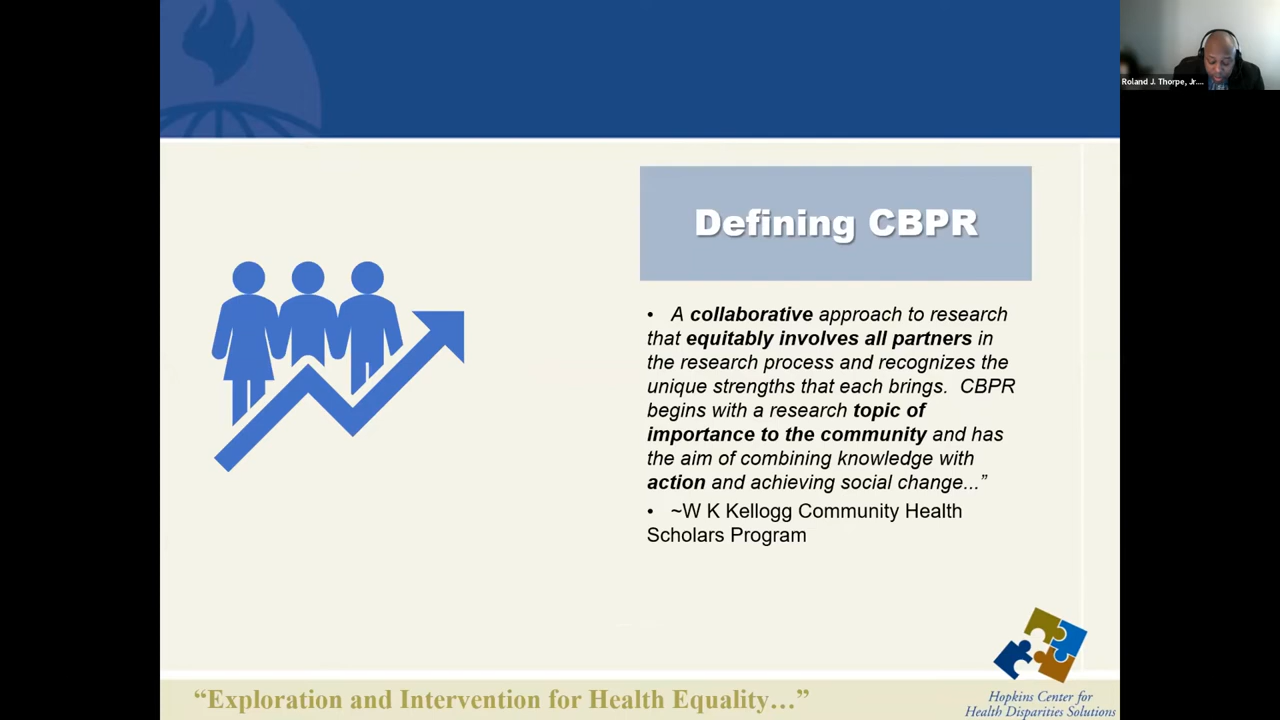 Roland J. Thorpe, Jr....
Defining CBPR
• A collaborative approach to research
that equitably involves all partners in
the research process and recognizes the
unique strengths that each brings.  CBPR
begins with a research topic of
importance to the community and has
the aim of combining knowledge with
action and achieving social change...”
• ~W K Kellogg Community Health
Scholars Program
“Exploration and Intervention for Health Equality…”
Hopkins Center for
Health Disparities Solutions